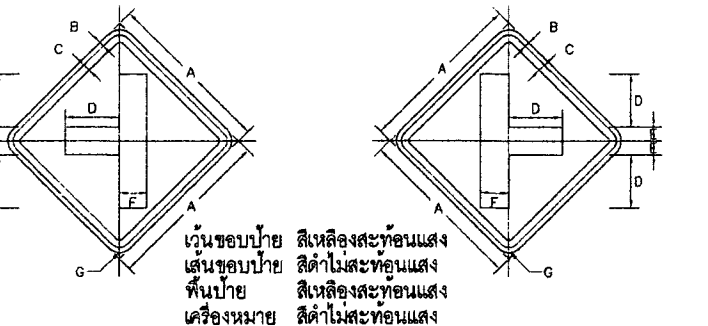 B
C
A
D
F
A
G
B
C
A
D
D
F
D
A
G
เว้นขอบป้าย สีเหลืองสะท้อนแสง
เส้นขอบป้าย สีดำไม่สะท้อนแสง
พื้นป้าย สีเหลืองสะท้อนแสง
เครื่องหมาย สีดำไม่สะท้อนแสง